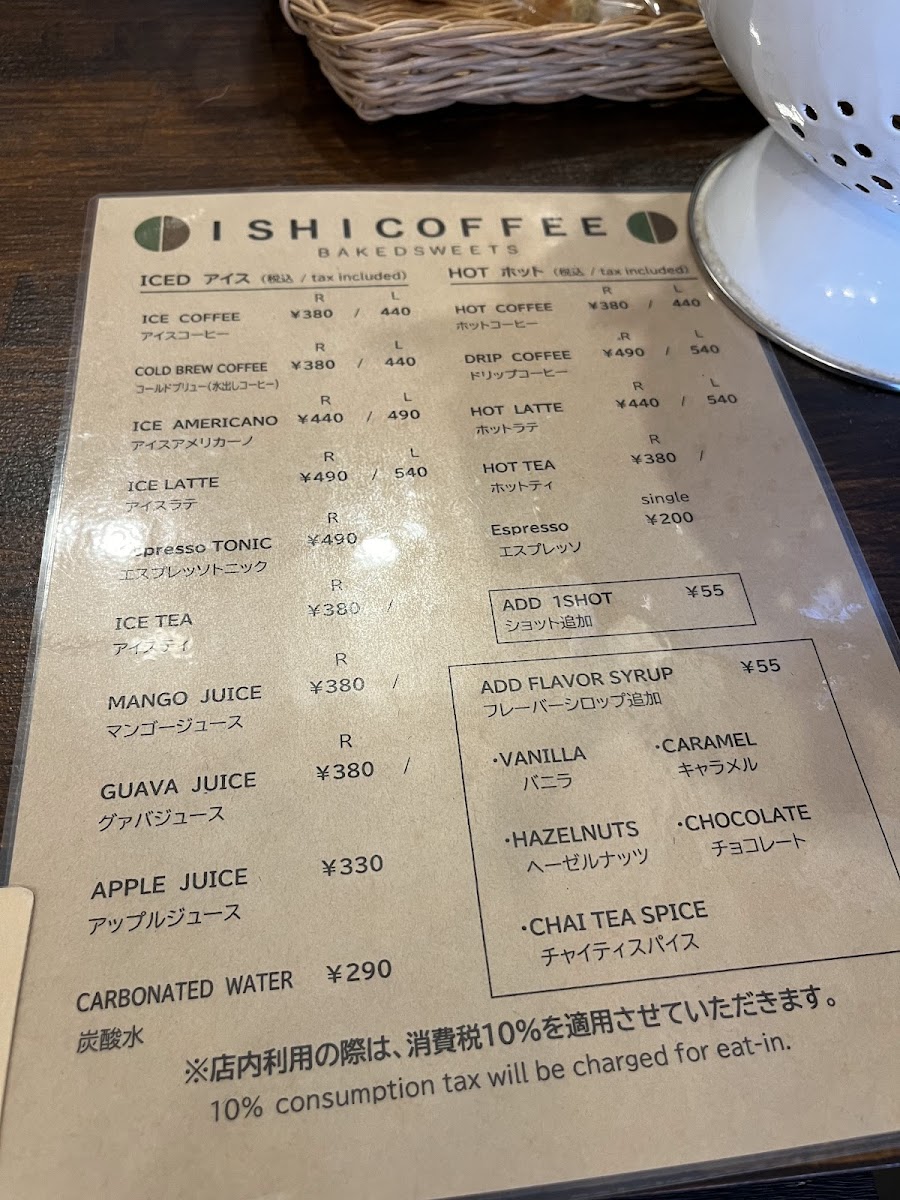 ISHI COFFEE
BAKEDSWEETS
ICED アイス (税込 / tax included)
R L
ICE COFFEE ¥380 / 440
アイスコーヒー
R L
COLD BREW COFFEE ¥380 / 440
コールドブリュー(水出しコーヒー)
R L
ICE AMERICANO ¥440 / 490
アイスアメリカーノ
R L
ICE LATTE ¥490 / 540
アイスラテ
R
Espresso TONIC ¥490
エスプレッソトニック
R
ICE TEA ¥380 /
アイスティ
R
MANGO JUICE ¥380 /
マンゴージュース
R
GUAVA JUICE ¥380 /
グァバジュース
APPLE JUICE ¥330
アップルジュース
CARBONATED WATER ¥290
炭酸水
HOT ホット (税込 / tax included)
R L
HOT COFFEE ¥380 / 440
ホットコーヒー
R L
DRIP COFFEE ¥490 / 540
ドリップコーヒー
R L
HOT LATTE ¥440 / 540
ホットラテ
R
HOT TEA ¥380 /
ホットティ
single
Espresso ¥200
エスプレッソ
ADD 1SHOT ¥55
ショット追加
ADD FLAVOR SYRUP ¥55
フレーバーシロップ追加
・VANILLA ・CARAMEL
バニラ キャラメル
・HAZELNUTS ・CHOCOLATE
ヘーゼルナッツ チョコレート
・CHAI TEA SPICE
チャイティスパイス
※店内利用の際は、消費税10%を適用させていただきます。
10% consumption tax will be charged for eat-in.